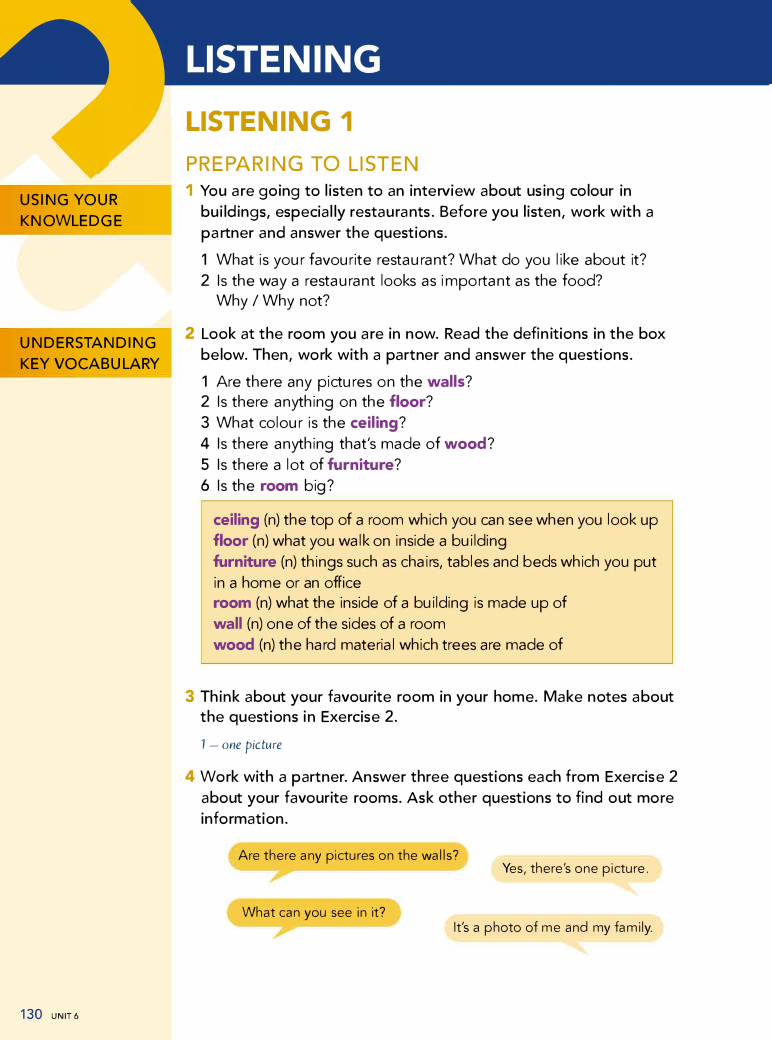 LISTENING
LISTENING 1
PREPARING TO LISTEN
USING YOUR
KNOWLEDGE
1 You are going to listen to an interview about using colour in
buildings, especially restaurants. Before you listen, work with a
partner and answer the questions.
1 What is your favourite restaurant? What do you like about it?
2 Is the way a restaurant looks as important as the food?
Why / Why not?
UNDERSTANDING
KEY VOCABULARY
2 Look at the room you are in now. Read the definitions in the box
below. Then, work with a partner and answer the questions.
1 Are there any pictures on the walls?
2 Is there anything on the floor?
3 What colour is the ceiling?
4 Is there anything that's made of wood?
5 Is there a lot of furniture?
6 Is the room big?
ceiling (n) the top of a room which you can see when you look up
floor (n) what you walk on inside a building
furniture (n) things such as chairs, tables and beds which you put
in a home or an office
room (n) what the inside of a building is made up of
wall (n) one of the sides of a room
wood (n) the hard material which trees are made of
3 Think about your favourite room in your home. Make notes about
the questions in Exercise 2.
1 – one picture
4 Work with a partner. Answer three questions each from Exercise 2
about your favourite rooms. Ask other questions to find out more
information.
Are there any pictures on the walls?
Yes, there's one picture.
What can you see in it?
It's a photo of me and my family.
130 UNIT 6